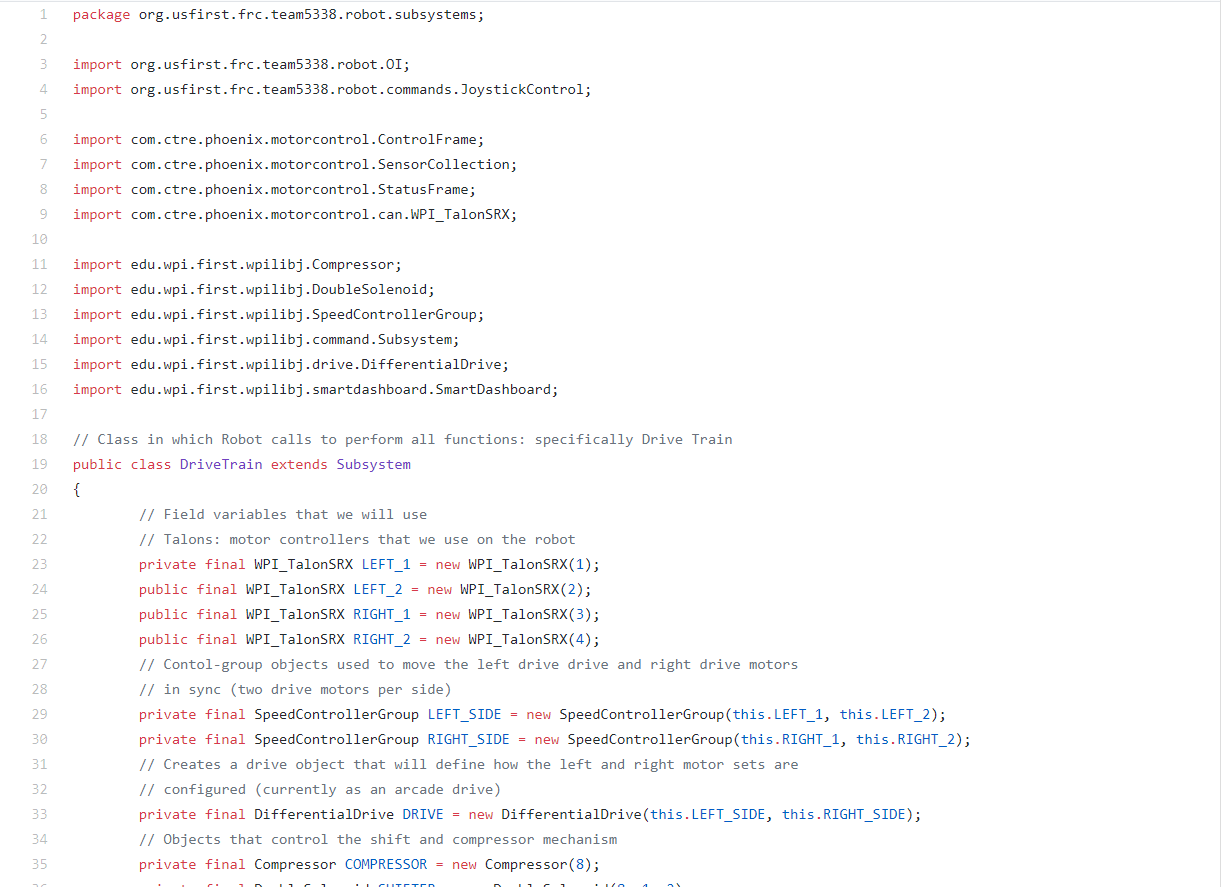 1 package org.usfirst.frc.team5338.robot.subsystems;
2
3 import org.usfirst.frc.team5338.robot.OI;
4 import org.usfirst.frc.team5338.robot.commands.JoystickControl;
5
6 import com.ctre.phoenix.motorcontrol.ControlFrame;
7 import com.ctre.phoenix.motorcontrol.SensorCollection;
8 import com.ctre.phoenix.motorcontrol.StatusFrame;
9 import com.ctre.phoenix.motorcontrol.can.WPI_TalonSRX;
10
11 import edu.wpi.first.wpilibj.Compressor;
12 import edu.wpi.first.wpilibj.DoubleSolenoid;
13 import edu.wpi.first.wpilibj.SpeedControllerGroup;
14 import edu.wpi.first.wpilibj.command.Subsystem;
15 import edu.wpi.first.wpilibj.drive.DifferentialDrive;
16 import edu.wpi.first.wpilibj.smartdashboard.SmartDashboard;
17
18 // Class in which Robot calls to perform all functions: specifically Drive Train
19 public class DriveTrain extends Subsystem
20 {
21 // Field variables that we will use
22 // Talons: motor controllers that we use on the robot
23 private final WPI_TalonSRX LEFT_1 = new WPI_TalonSRX(1);
24 public final WPI_TalonSRX LEFT_2 = new WPI_TalonSRX(2);
25 public final WPI_TalonSRX RIGHT_1 = new WPI_TalonSRX(3);
26 public final WPI_TalonSRX RIGHT_2 = new WPI_TalonSRX(4);
27 // Contol-group objects used to move the left drive drive and right drive motors
28 // in sync (two drive motors per side)
29 private final SpeedControllerGroup LEFT_SIDE = new SpeedControllerGroup(this.LEFT_1, this.LEFT_2);
30 private final SpeedControllerGroup RIGHT_SIDE = new SpeedControllerGroup(this.RIGHT_1, this.RIGHT_2);
31 // Creates a drive object that will define how the left and right motor sets are
32 // configured (currently as an arcade drive)
33 private final DifferentialDrive DRIVE = new DifferentialDrive(this.LEFT_SIDE, this.RIGHT_SIDE);
34 // Objects that control the shift and compressor mechanism
35 private final Compressor COMPRESSOR = new Compressor(8);